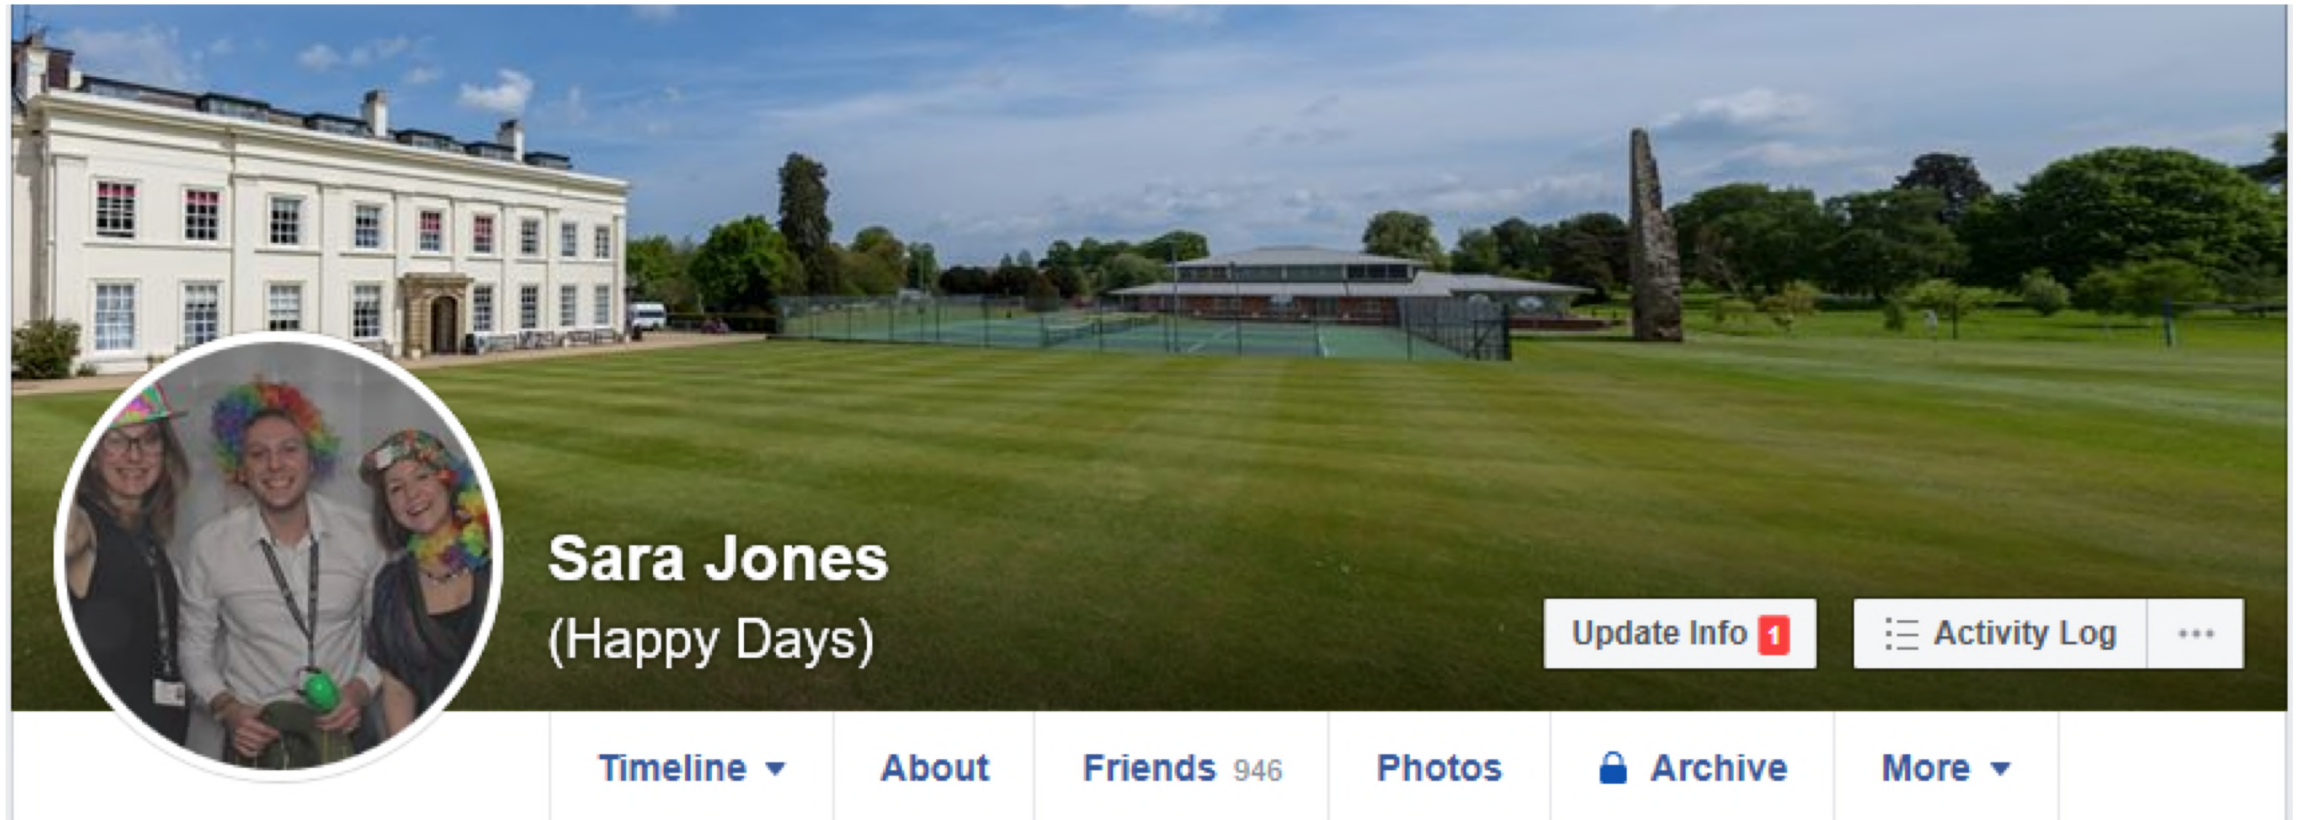 Sara Jones
(Happy Days)
Update Info 1
Activity Log
Timeline
About
Friends 946
Photos
Archive
More